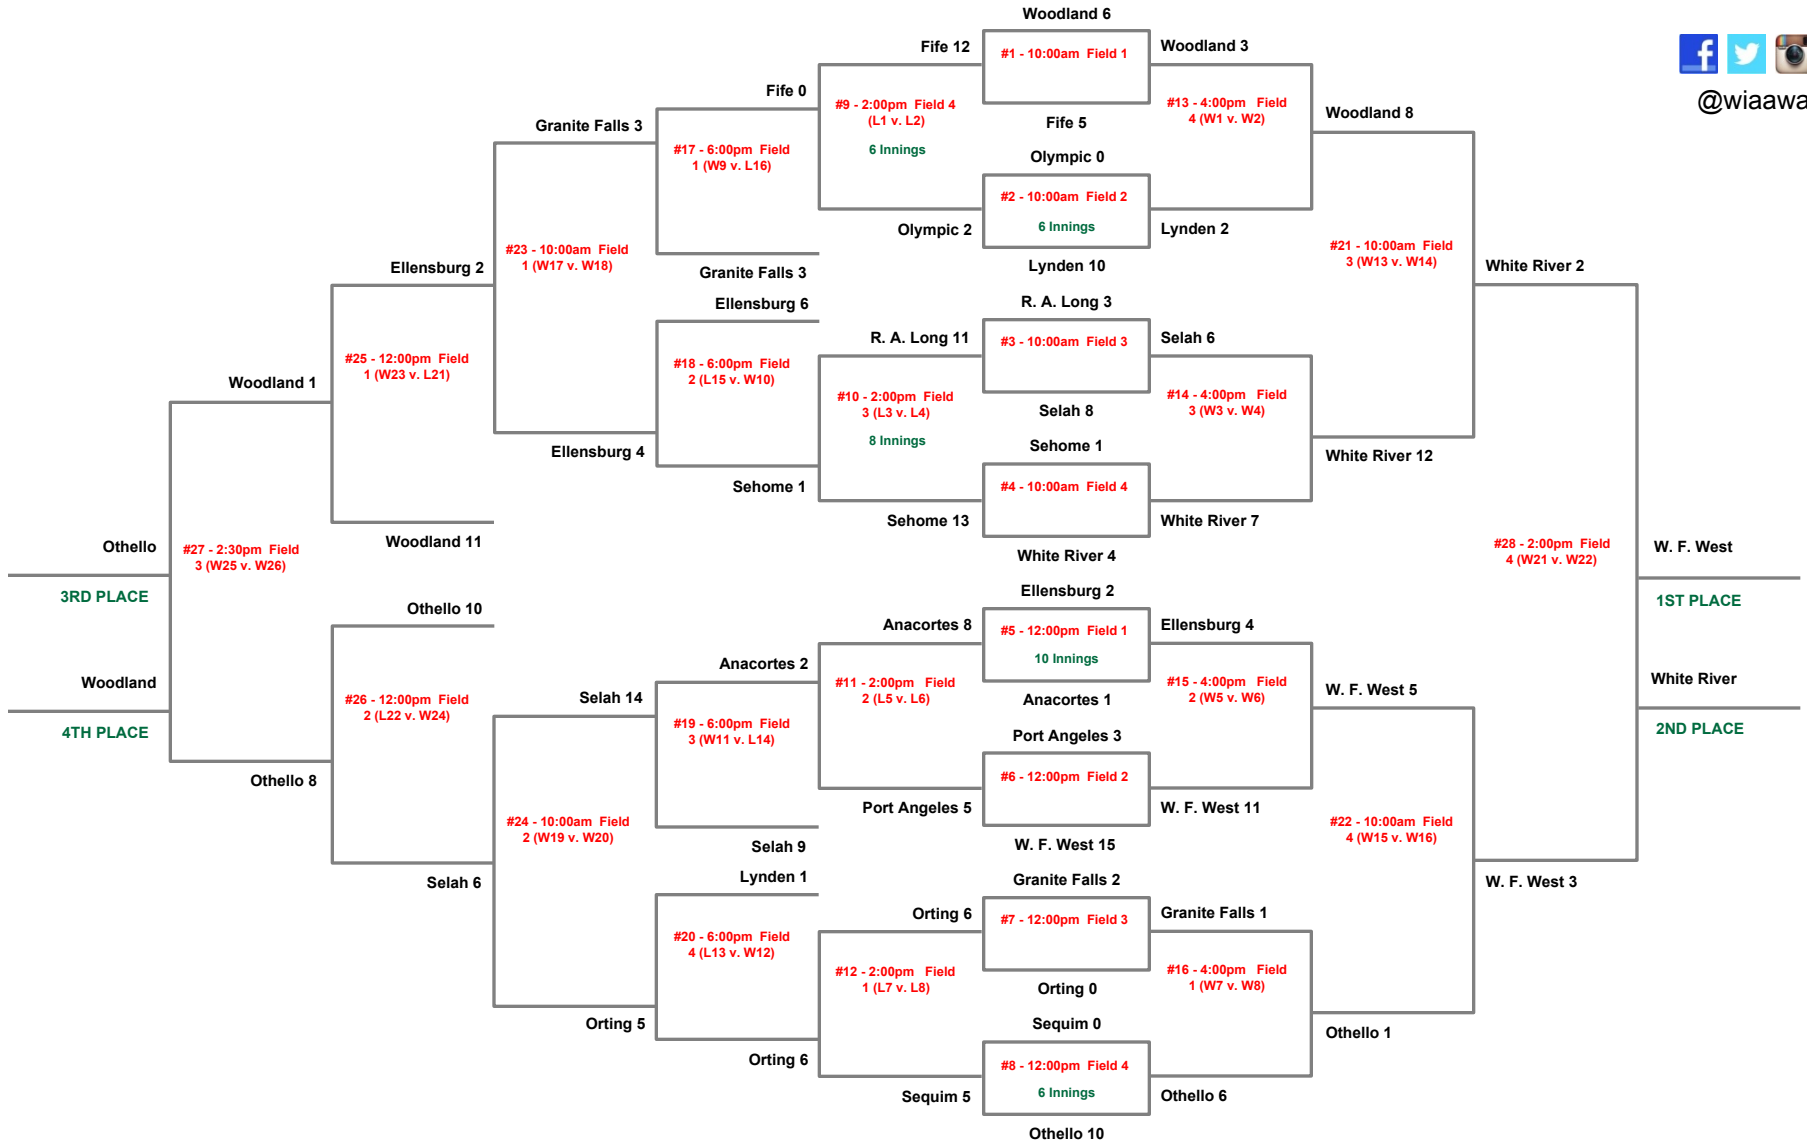 Woodland 6
#1 - 10:00am Field 1
Fife 5
Olympic 0
#2 - 10:00am Field 2
6 Innings
Lynden 10
R. A. Long 3
#3 - 10:00am Field 3
Selah 8
Sehome 1
#4 - 10:00am Field 4
White River 4
Ellensburg 2
#5 - 12:00pm Field 1
10 Innings
Anacortes 1
Port Angeles 3
#6 - 12:00pm Field 2
W. F. West 15
Granite Falls 2
#7 - 12:00pm Field 3
Orting 0
Sequim 0
#8 - 12:00pm Field 4
6 Innings
Othello 10
Fife 12
#9 - 2:00pm Field 4
(L1 v. L2)
6 Innings
Olympic 2
R. A. Long 11
#10 - 2:00pm Field
3 (L3 v. L4)
8 Innings
Sehome 13
Anacortes 8
#11 - 2:00pm Field
2 (L5 v. L6)
Port Angeles 5
Orting 6
#12 - 2:00pm Field
1 (L7 v. L8)
Sequim 5
Woodland 3
#13 - 4:00pm Field
4 (W1 v. W2)
Lynden 2
Selah 6
#14 - 4:00pm Field
3 (W3 v. W4)
White River 7
Ellensburg 4
#15 - 4:00pm Field
2 (W5 v. W6)
W. F. West 11
Granite Falls 1
#16 - 4:00pm Field
1 (W7 v. W8)
Othello 6
Fife 0
#17 - 6:00pm Field
1 (W9 v. L16)
Granite Falls 3
Ellensburg 6
#18 - 6:00pm Field
2 (L15 v. W10)
Sehome 1
Anacortes 2
#19 - 6:00pm Field
3 (W11 v. L14)
Selah 9
Lynden 1
#20 - 6:00pm Field
4 (L13 v. W12)
Orting 6
Woodland 8
#21 - 10:00am Field
3 (W13 v. W14)
White River 12
W. F. West 5
#22 - 10:00am Field
4 (W15 v. W16)
Othello 1
Granite Falls 3
#23 - 10:00am Field
1 (W17 v. W18)
Ellensburg 4
Selah 14
#24 - 10:00am Field
2 (W19 v. W20)
Orting 5
Ellensburg 2
#25 - 12:00pm Field
1 (W23 v. L21)
Woodland 11
Othello 10
#26 - 12:00pm Field
2 (L22 v. W24)
Selah 6
Woodland 1
#27 - 2:30pm Field
3 (W25 v. W26)
Othello 8
Othello
3RD PLACE
Woodland
4TH PLACE
White River 2
#28 - 2:00pm Field
4 (W21 v. W22)
W. F. West 3
W. F. West
1ST PLACE
White River
2ND PLACE
@wiaawa